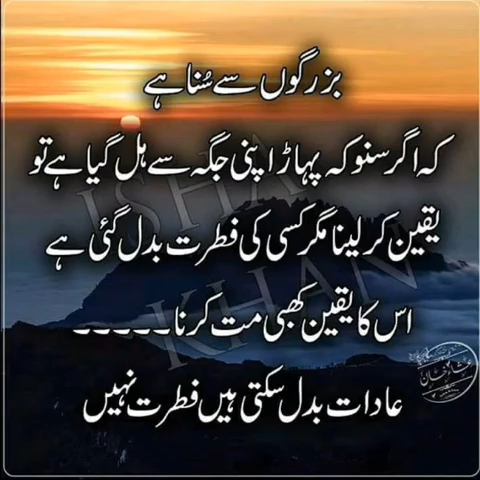 بزرگوں سے سُنا ہے
کہ اگر سنو کہ پہاڑ اپنی جگہ سے ہل گیا ہے تو
یقین کر لینا مگر کسی کی فطرت بدل گئی ہے
اس کا یقین کبھی مت کرنا ۔۔۔۔۔
عادات بدل سکتی ہیں فطرت نہیں
ISHA
KHAN